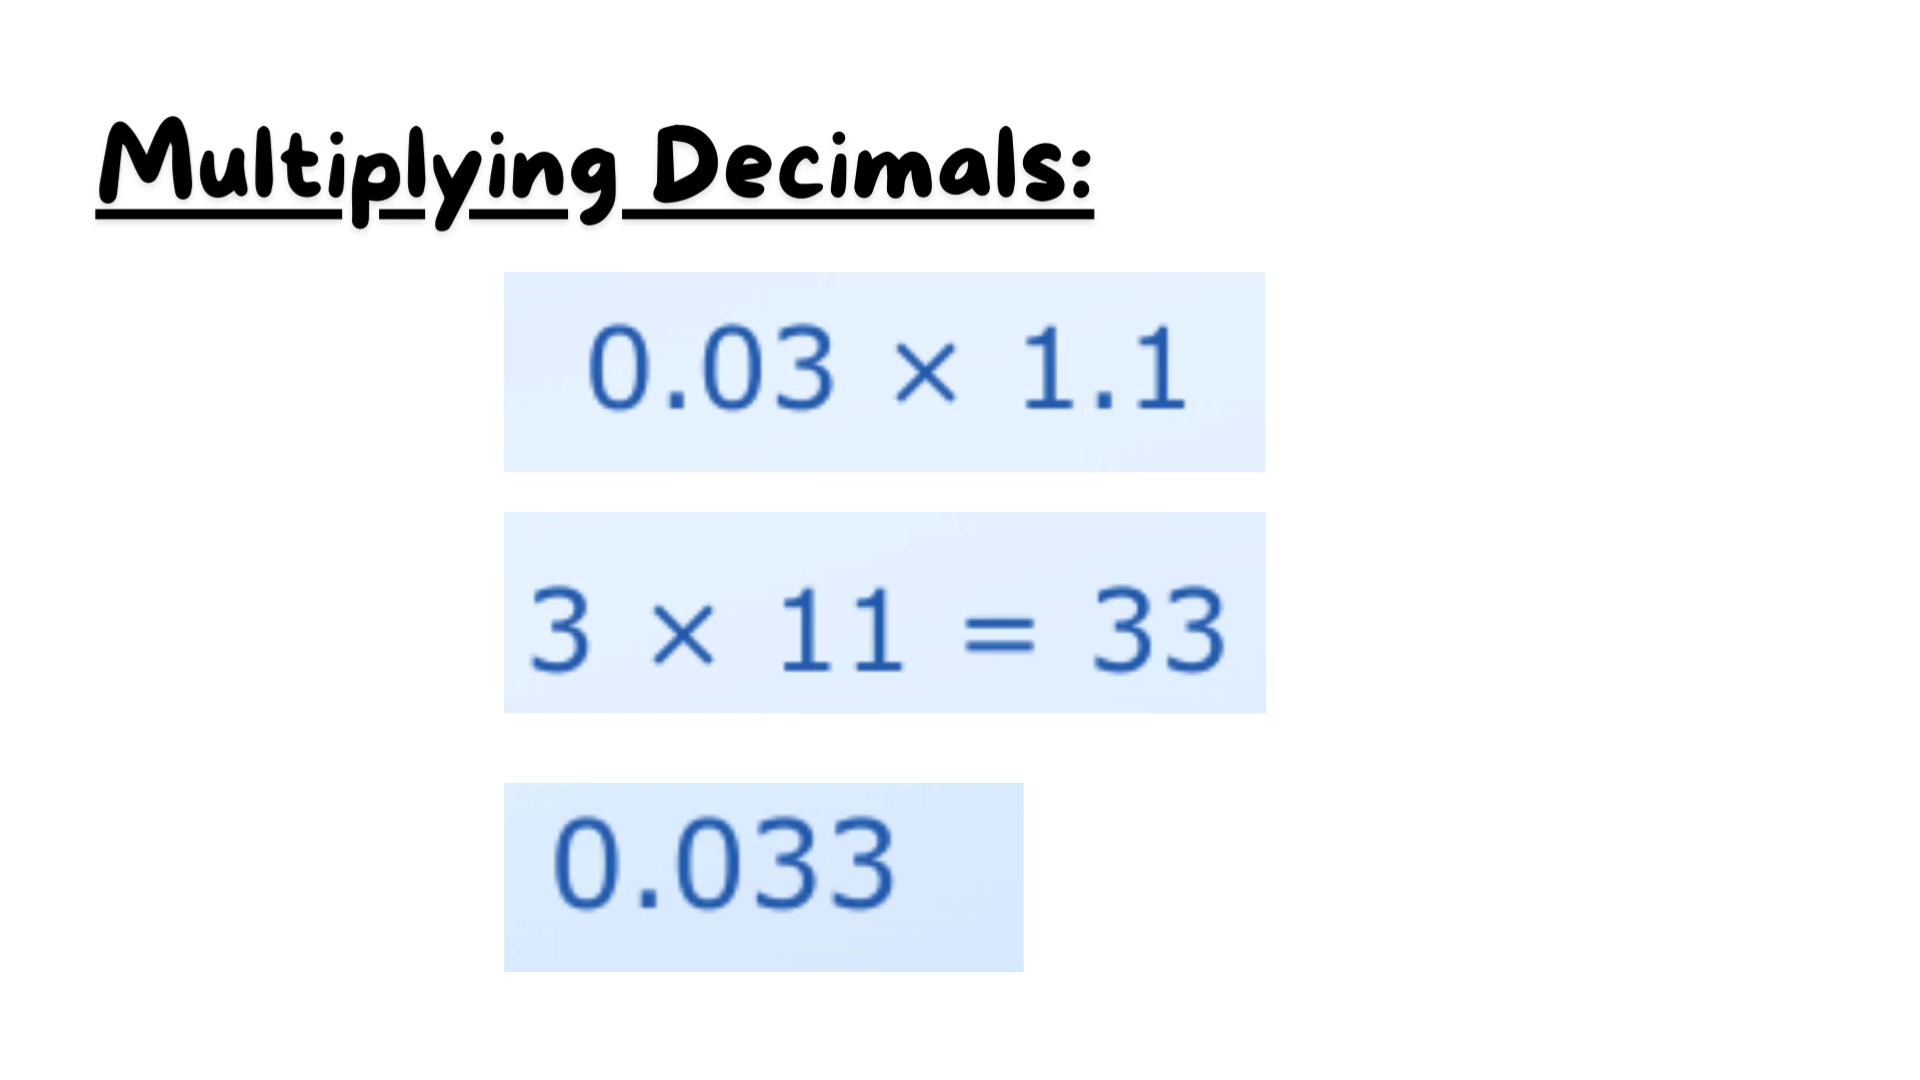 Multiplying Decimals:
0.03 × 1.1
3 × 11 = 33
0.033